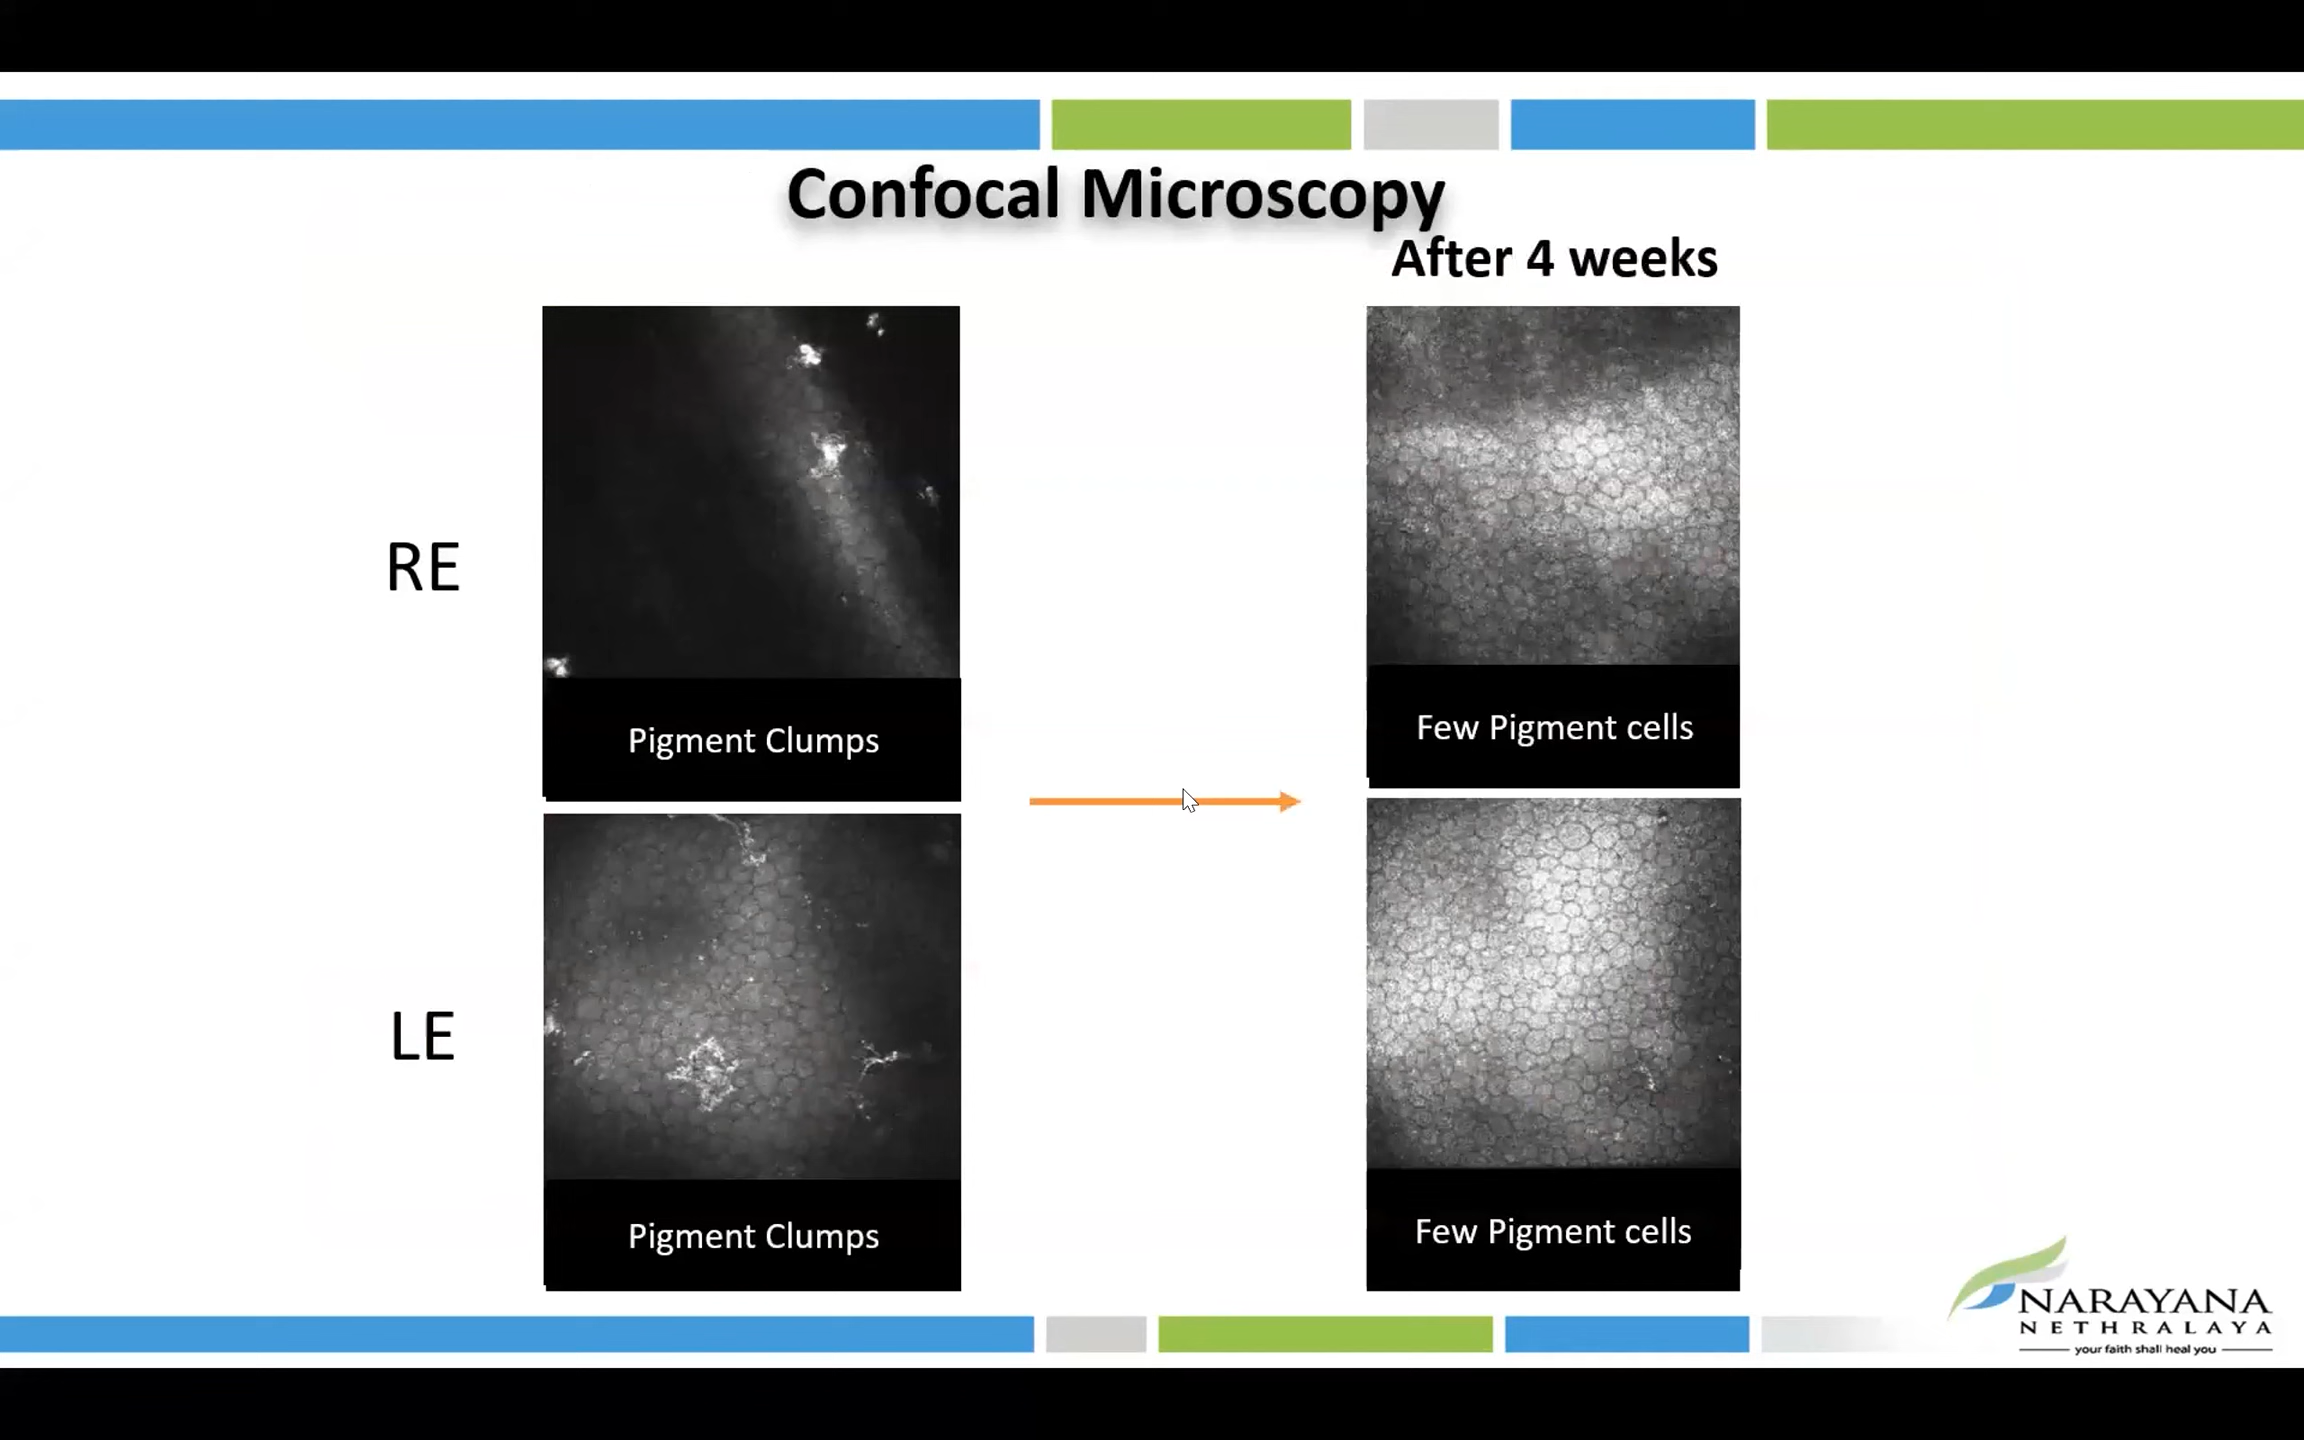 Confocal Microscopy
After 4 weeks
RE
Pigment Clumps
Few Pigment cells
LE
Pigment Clumps
Few Pigment cells
NARAYANA
NETHRALAYA
your faith shall heal you